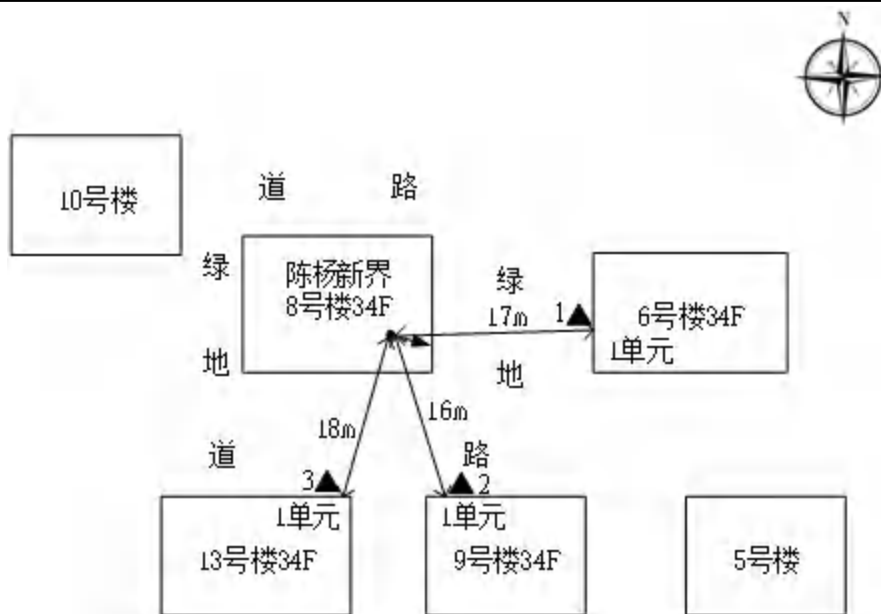 N
10号楼
道 路
绿 地
陈杨新界
8号楼34F
绿 地
17m
1
6号楼34F
1单元
18m
16m
道 路
3
2
1单元
13号楼34F
1单元
9号楼34F
5号楼